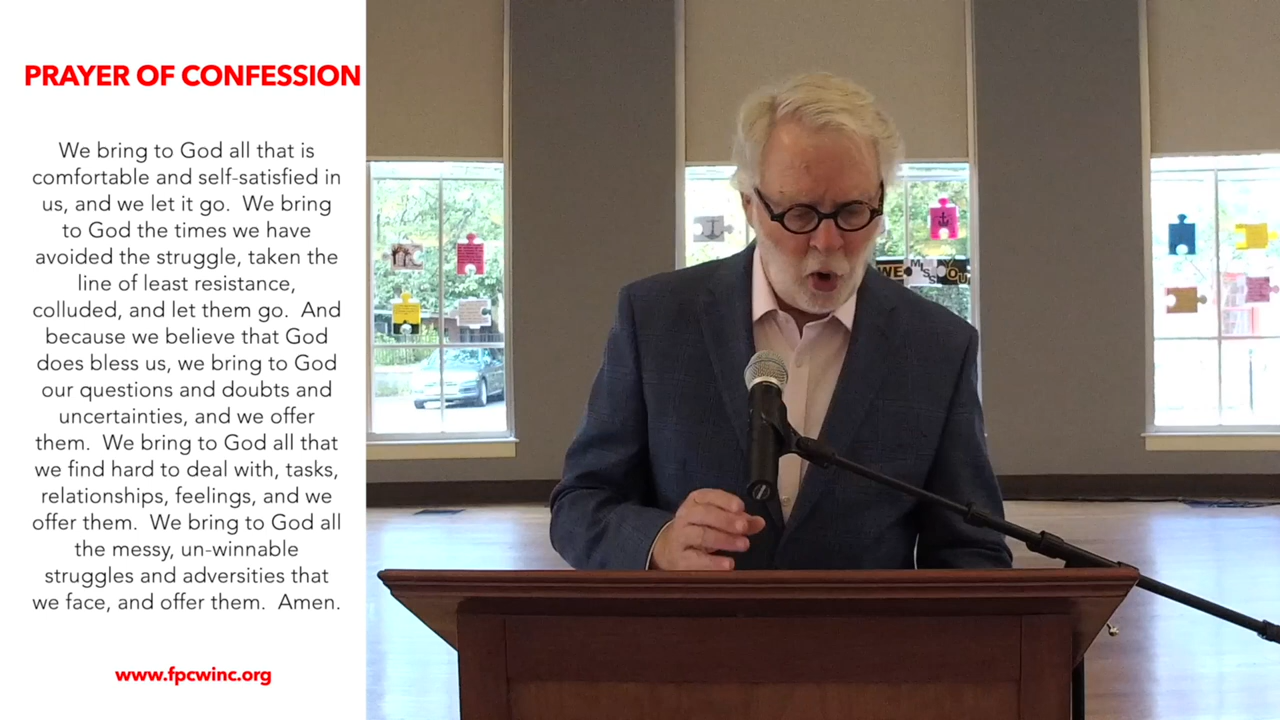 PRAYER OF CONFESSION
We bring to God all that is
comfortable and self-satisfied in
us, and we let it go.  We bring
to God the times we have
avoided the struggle, taken the
line of least resistance,
colluded, and let them go.  And
because we believe that God
does bless us, we bring to God
our questions and doubts and
uncertainties, and we offer
them.  We bring to God all that
we find hard to deal with, tasks,
relationships, feelings, and we
offer them.  We bring to God all
the messy, un-winnable
struggles and adversities that
we face, and offer them.  Amen.
www.fpcwinc.org
WE